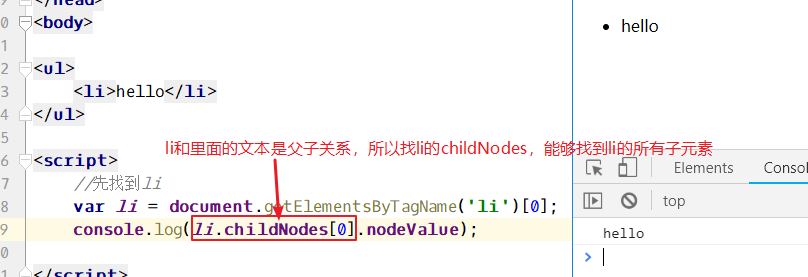 </head>
<body>
<ul>
<li>hello</li>
</ul>
li和里面的文本是父子关系，所以找li的childNodes，能够找到li的所有子元素
<script>
//先找到li
var li = document.getElementsByTagName('li')[0];
console.log(li.childNodes[0].nodeValue);
</script>
• hello
Elements
top
hello
>